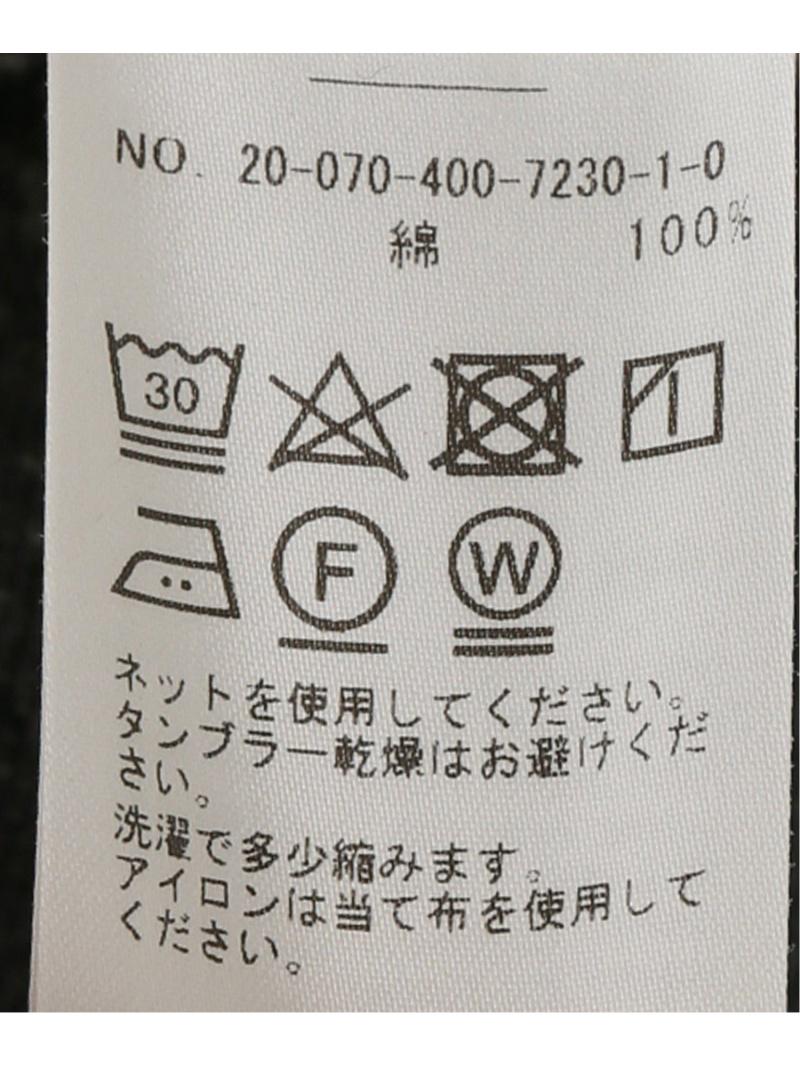 NO. 20-070-400-7230-1-0
綿 100%
30
F W
ネットを使用してください。
タンブラー乾燥はお避けくだ
さい。
洗濯で多少縮みます。
アイロンは当て布を使用して
ください。